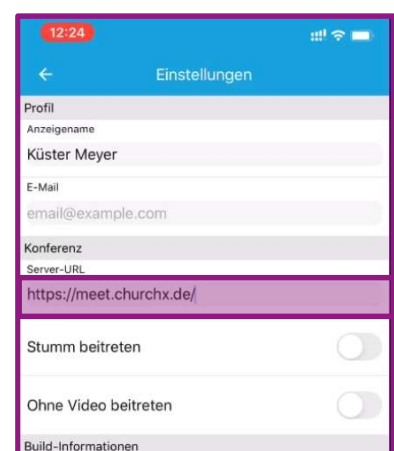 12:24
Einstellungen
Profil
Anzeigename
Küster Meyer
E-Mail
email@example.com
Konferenz
Server-URL
https://meet.churchx.de/
Stumm beitreten
Ohne Video beitreten
Build-Informationen